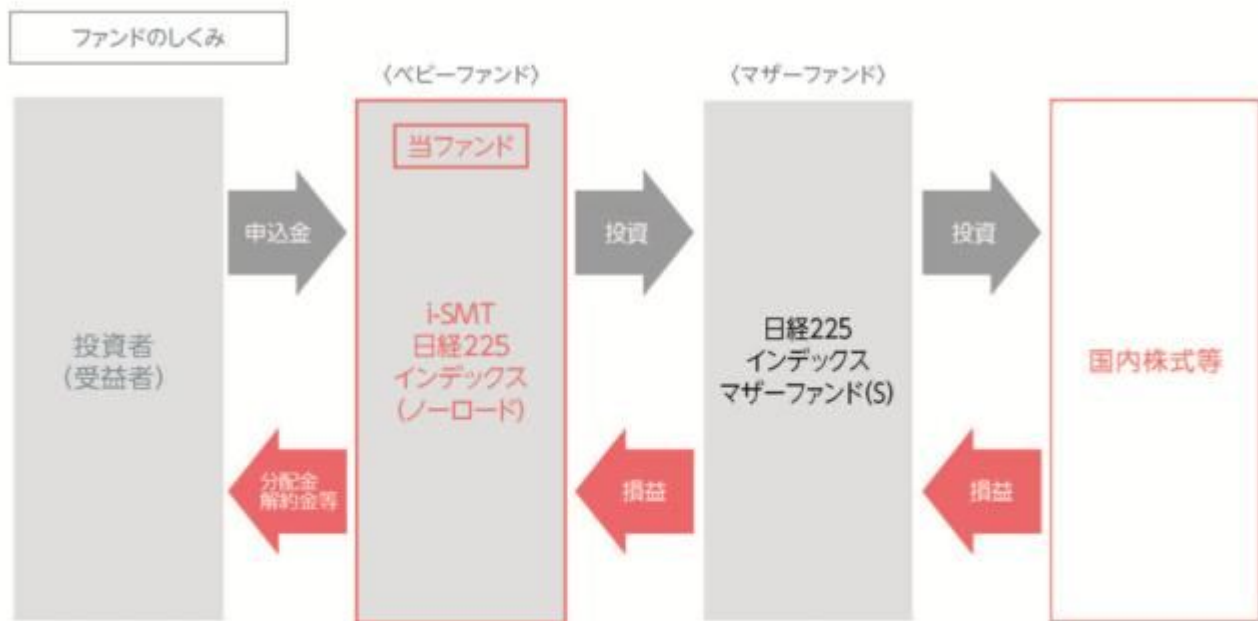 ファンドのしくみ
〈ベビーファンド〉
〈マザーファンド〉
投資者
(受益者)
申込金
分配金
解約金等
当ファンド
i-SMT
日経225
インデックス
(ノーロード)
投資
損益
日経225
インデックス
マザーファンド(S)
投資
損益
国内株式等